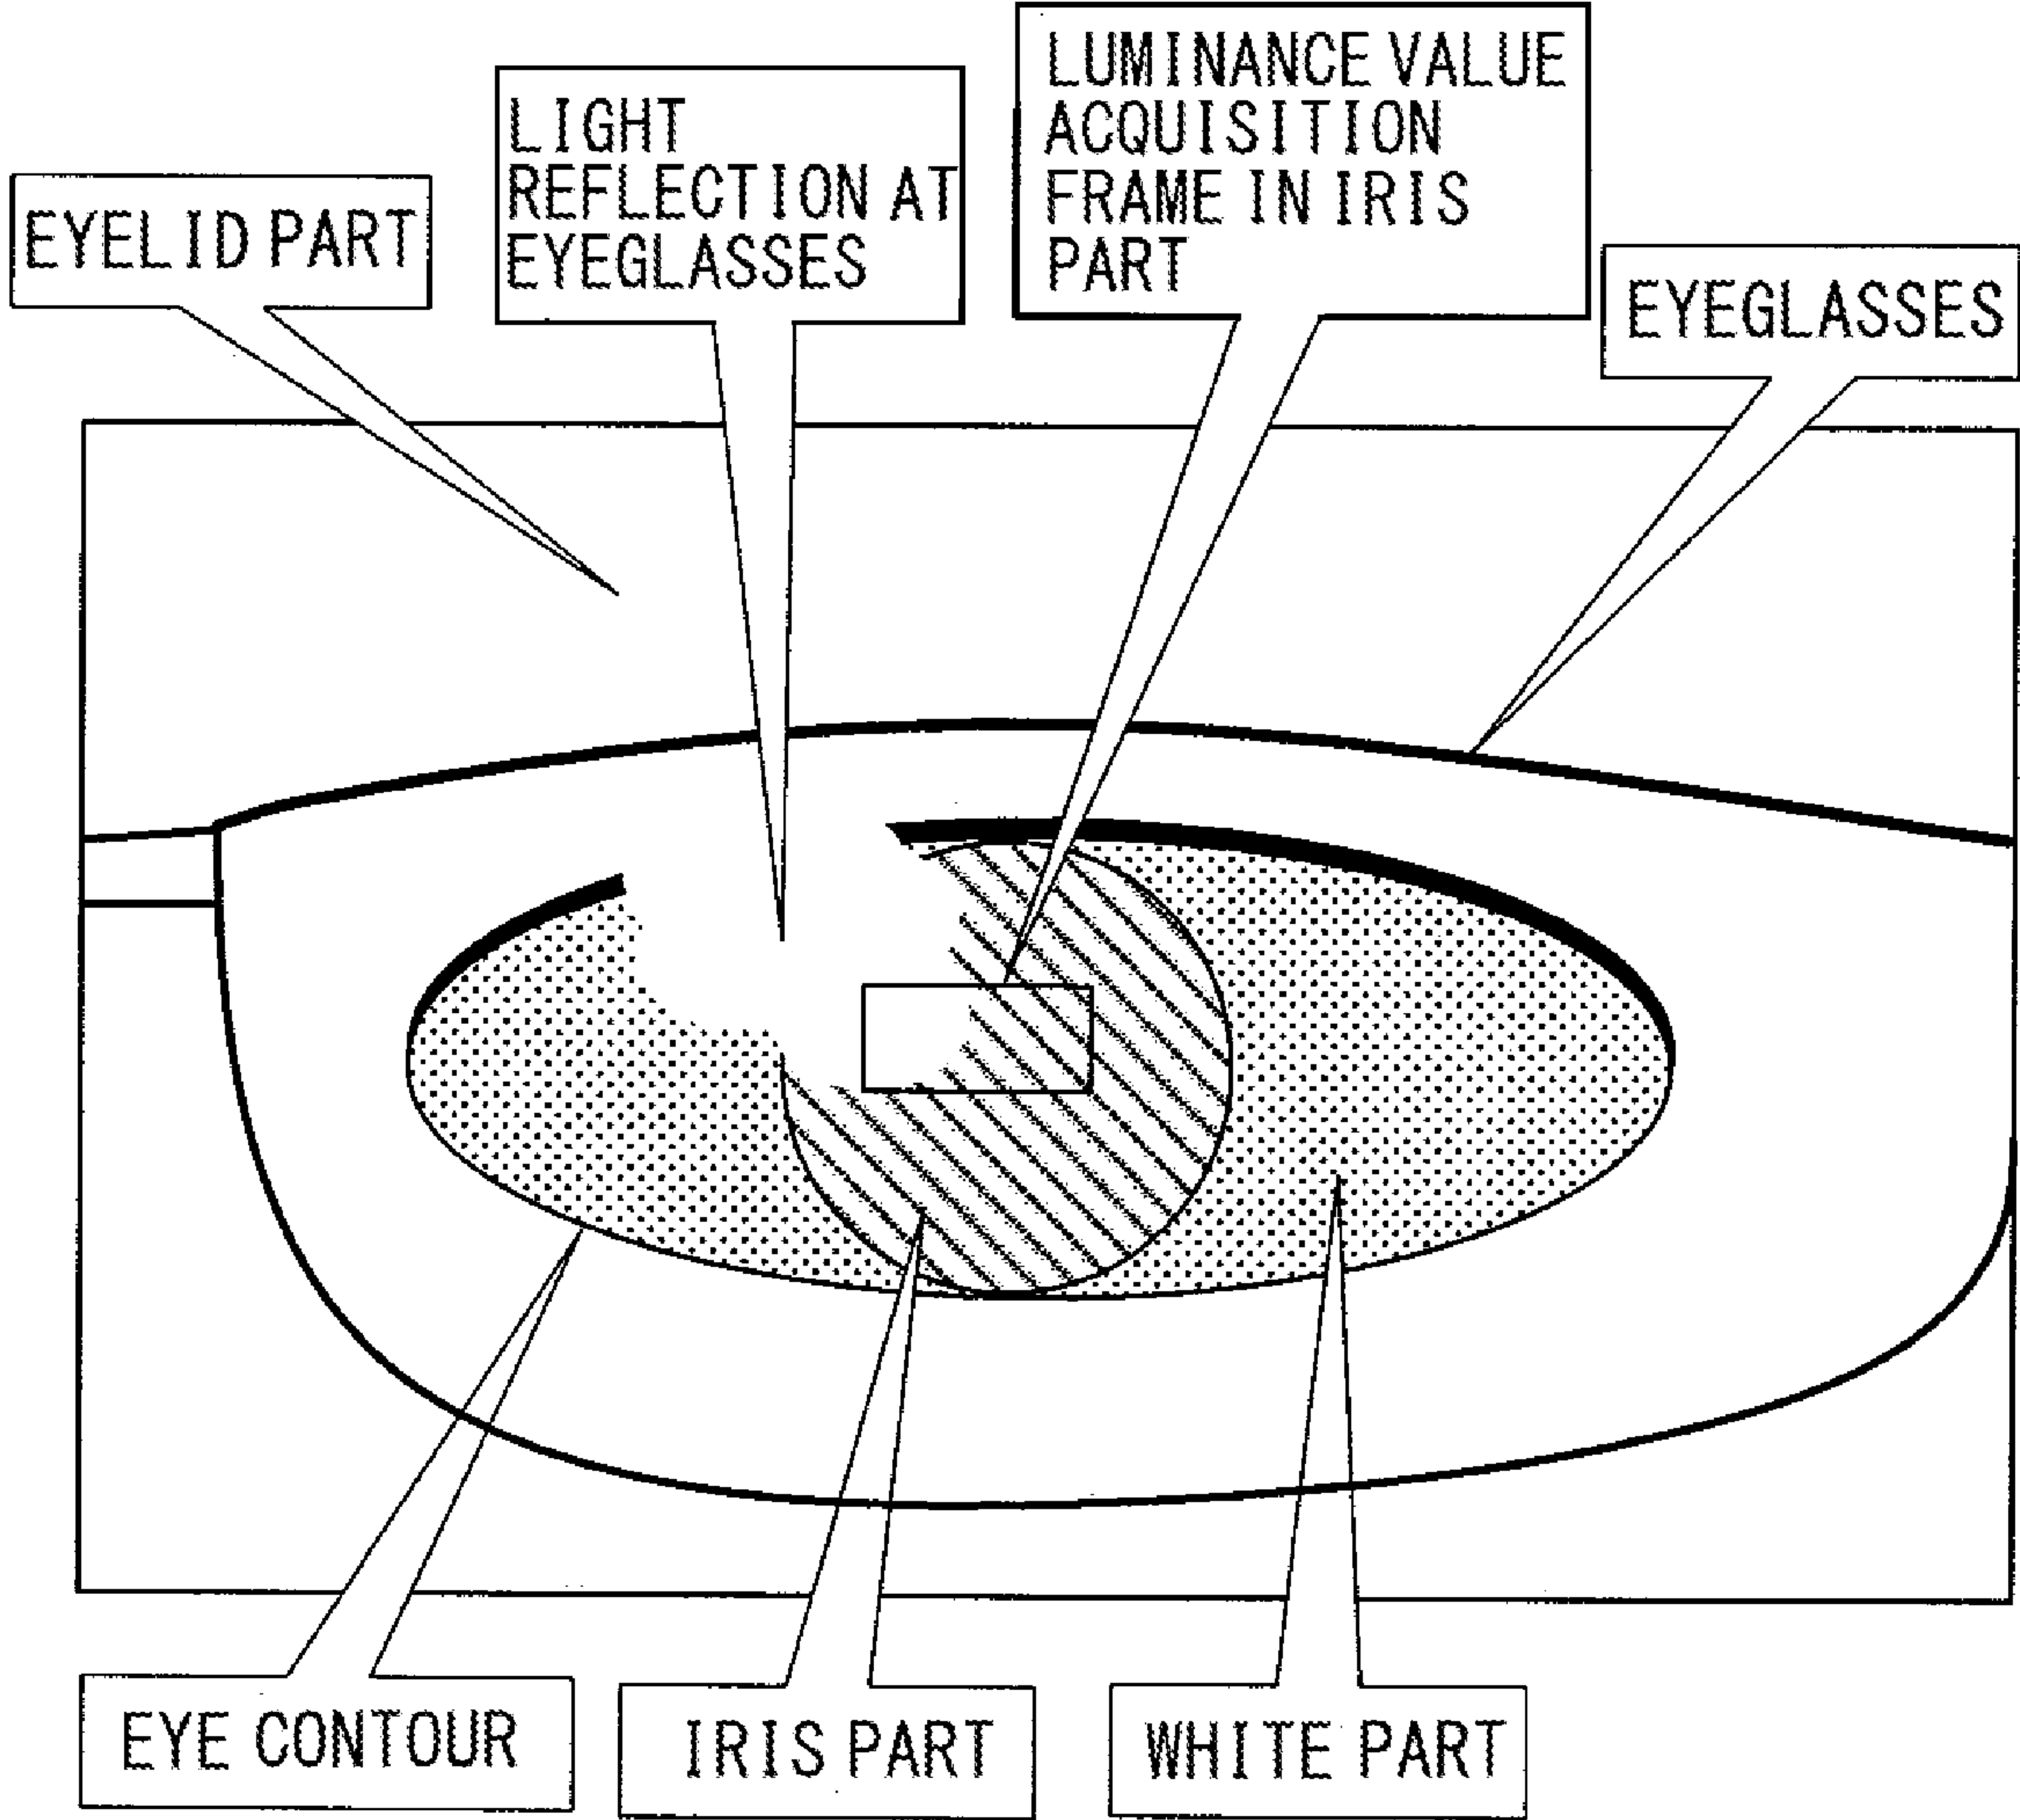 EYELID PART
LIGHT
REFLECTION AT
EYEGLASSES
LUMINANCE VALUE
ACQUISITION
FRAME IN IRIS
PART
EYEGLASSES
EYE CONTOUR
IRIS PART
WHITE PART